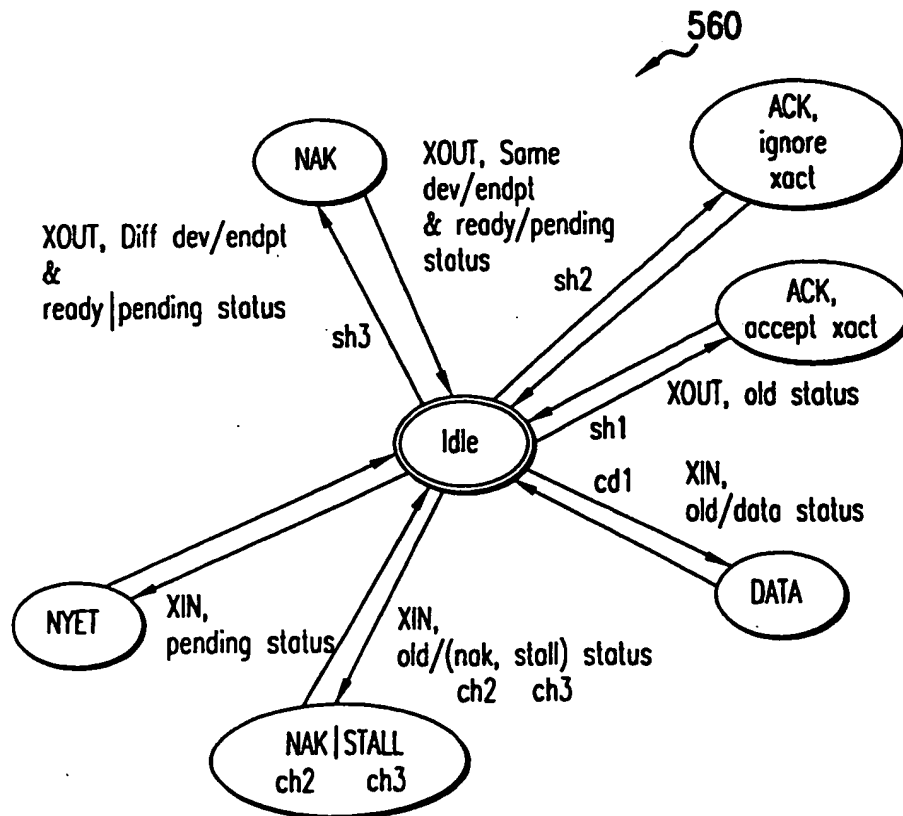 560
ACK,
ignore
xact
NAK
XOUT, Same
dev/endpt
& ready/pending
status
XOUT, Diff dev/endpt
&
ready|pending status
sh2
sh3
ACK,
accept xact
XOUT, old status
Idle
sh1
cd1
XIN,
old/data status
DATA
NYET
XIN,
pending status
XIN,
old/(nak, stall) status
ch2 ch3
NAK|STALL
ch2 ch3